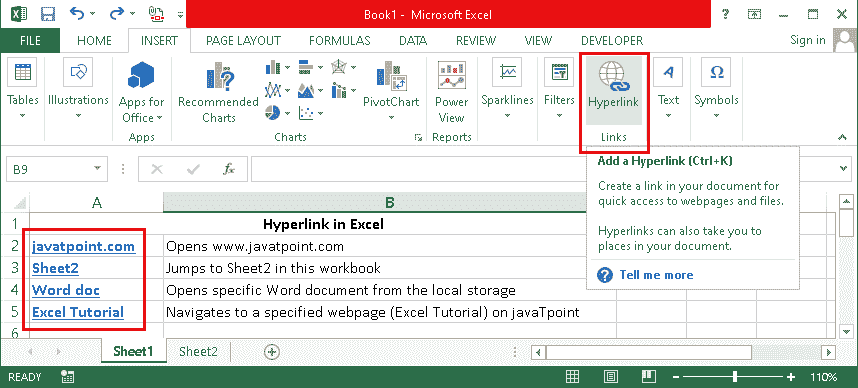 Book1 - Microsoft Excel
?
FILE HOME INSERT PAGE LAYOUT FORMULAS DATA REVIEW VIEW DEVELOPER Sign in
Tables Illustrations Apps for Office Recommended Charts PivotChart Power View Sparklines Filters Hyperlink Text Symbols
Apps Charts Reports Links
B9 fx
Add a Hyperlink (Ctrl+K)
Create a link in your document for
quick access to webpages and files.
Hyperlinks can also take you to
places in your document.
? Tell me more
A B
1 Hyperlink in Excel
2 javatpoint.com Opens www.javatpoint.com
3 Sheet2 Jumps to Sheet2 in this workbook
4 Word doc Opens specific Word document from the local storage
5 Excel Tutorial Navigates to a specified webpage (Excel Tutorial) on javaTpoint
6
Sheet1 Sheet2
READY 110%